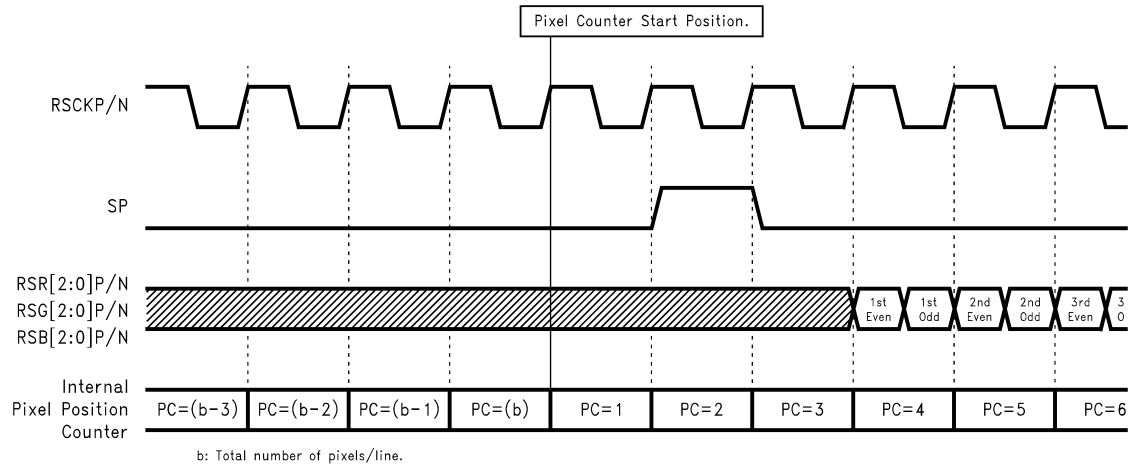 Pixel Counter Start Position.
RSCKP/N
SP
RSR[2:0]P/N
RSG[2:0]P/N
RSB[2:0]P/N
1st Even
1st Odd
2nd Even
2nd Odd
3rd Even
3
O
Internal
Pixel Position
Counter
PC=(b-3) PC=(b-2) PC=(b-1) PC=(b) PC=1 PC=2 PC=3 PC=4 PC=5 PC=6
b: Total number of pixels/line.